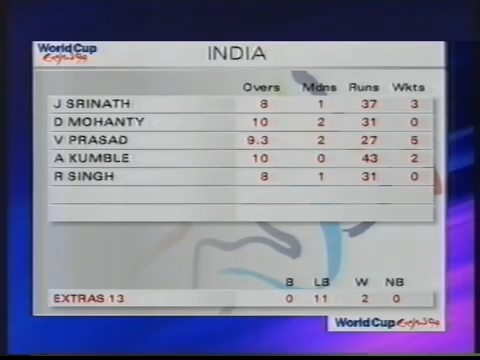 World Cup
England 99
INDIA
Overs Mdns Runs Wkts
J SRINATH 8 1 37 3
D MOHANTY 10 2 31 0
V PRASAD 9.3 2 27 5
A KUMBLE 10 0 43 2
R SINGH 8 1 31 0
B LB W NB
EXTRAS 13 0 11 2 0
World Cup England 99